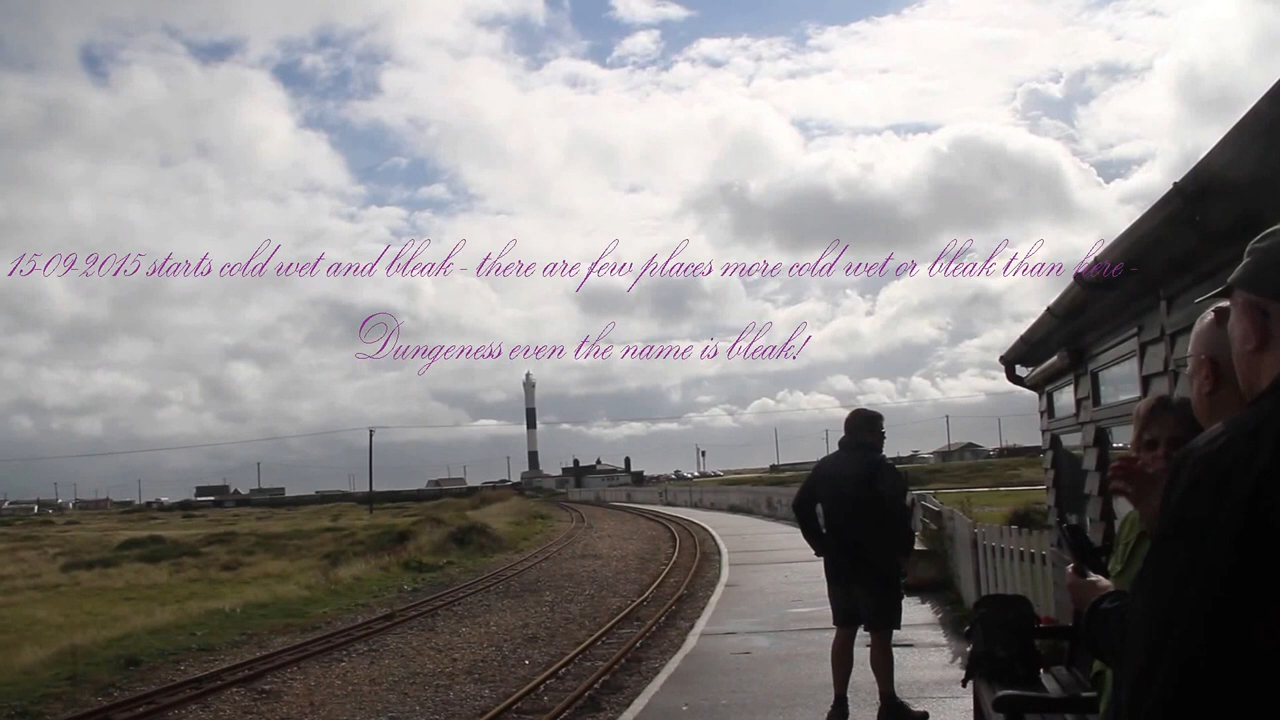 15-09-2015 starts cold wet and bleak - there are few places more cold wet or bleak than here -
Dungeness even the name is bleak!